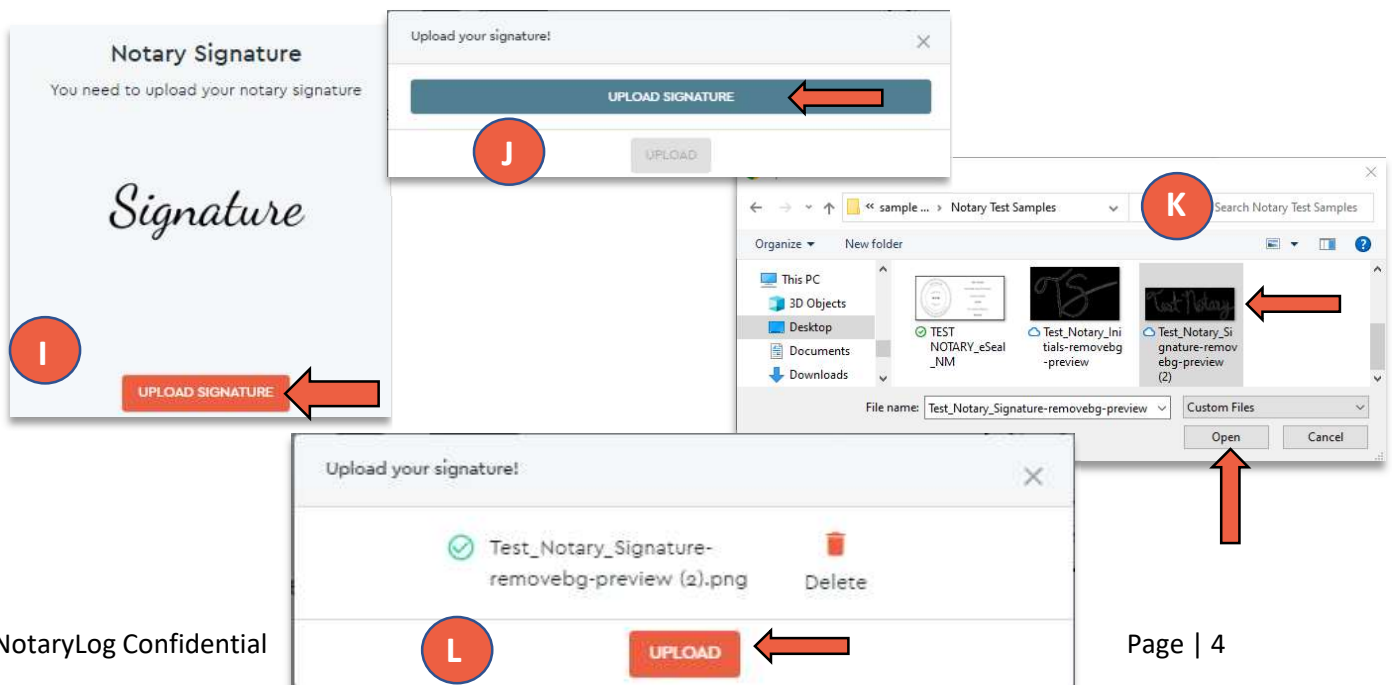 Notary Signature
You need to upload your notary signature
Signature
I
UPLOAD SIGNATURE
Upload your signature!
UPLOAD SIGNATURE
J
UPLOAD
K
« sample ... › Notary Test Samples
Search Notary Test Samples
Organize
New folder
This PC
3D Objects
Desktop
Documents
Downloads
TEST
NOTARY_eSeal
_NM
TS
Test_Notary_Ini
tials-removebg
-preview
Test Notary
Test_Notary_Si
gnature-remov
ebg-preview
(2)
File name: Test_Notary_Signature-removebg-preview
Custom Files
Open
Cancel
Upload your signature!
Test_Notary_Signature-
removebg-preview (2).png
Delete
L
UPLOAD
NotaryLog Confidential
Page | 4